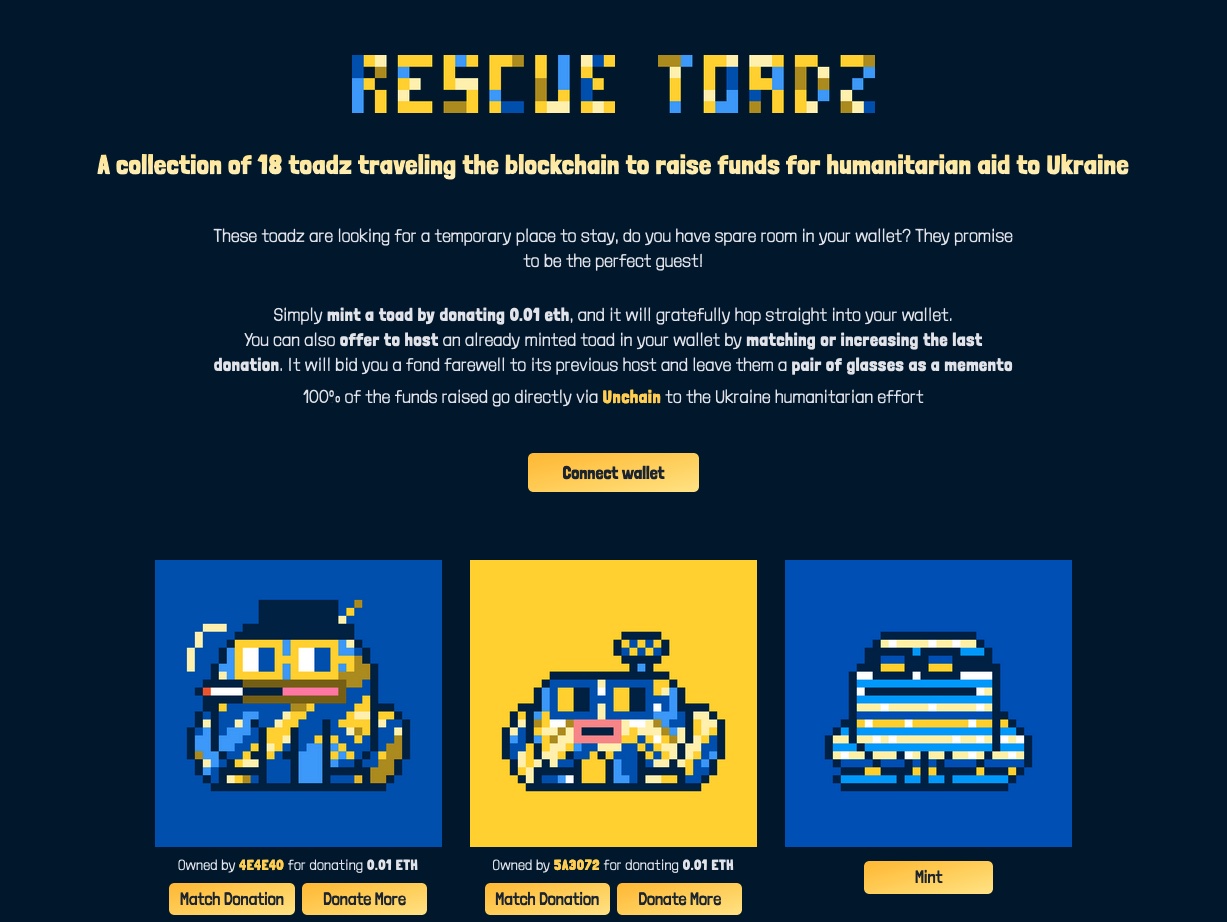 RESCUE TOADZ
A collection of 18 toadz traveling the blockchain to raise funds for humanitarian aid to Ukraine
These toadz are looking for a temporary place to stay, do you have spare room in your wallet? They promise
to be the perfect guest!
Simply mint a toad by donating 0.01 eth, and it will gratefully hop straight into your wallet.
You can also offer to host an already minted toad in your wallet by matching or increasing the last
donation. It will bid you a fond farewell to its previous host and leave them a pair of glasses as a memento
100% of the funds raised go directly via Unchain to the Ukraine humanitarian effort
Connect wallet
Owned by 4E4E40 for donating 0.01 ETH
Match Donation
Donate More
Owned by 5A3072 for donating 0.01 ETH
Match Donation
Donate More
Mint